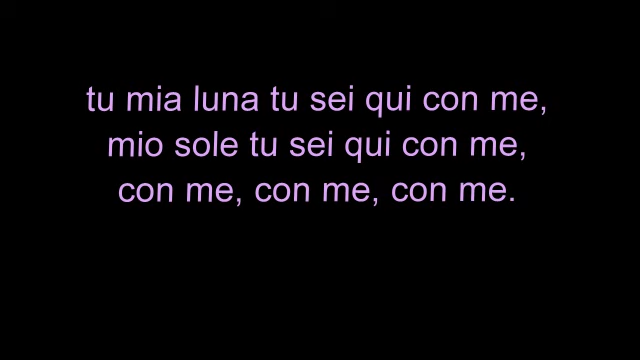 tu mia luna tu sei qui con me,
mio sole tu sei qui con me,
con me, con me, con me.